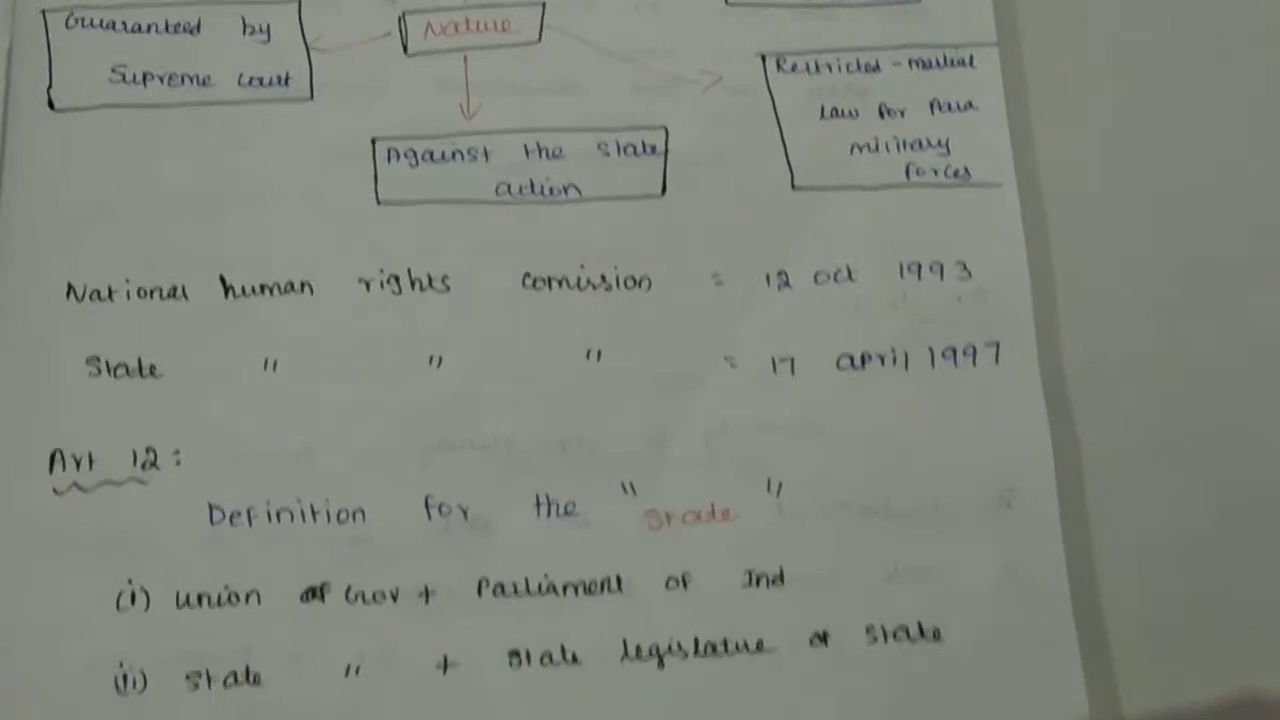 Guaranteed by
Supreme court
Nature
Against the state
action
Restricted - martial
Law for Para
military
forces
National human rights comission = 12 oct 1993
State " " " = 17 april 1997
Art 12:
Definition for the "state"
(i) union of Gov + Parliament of Ind
(ii) state " + state legislatue of state